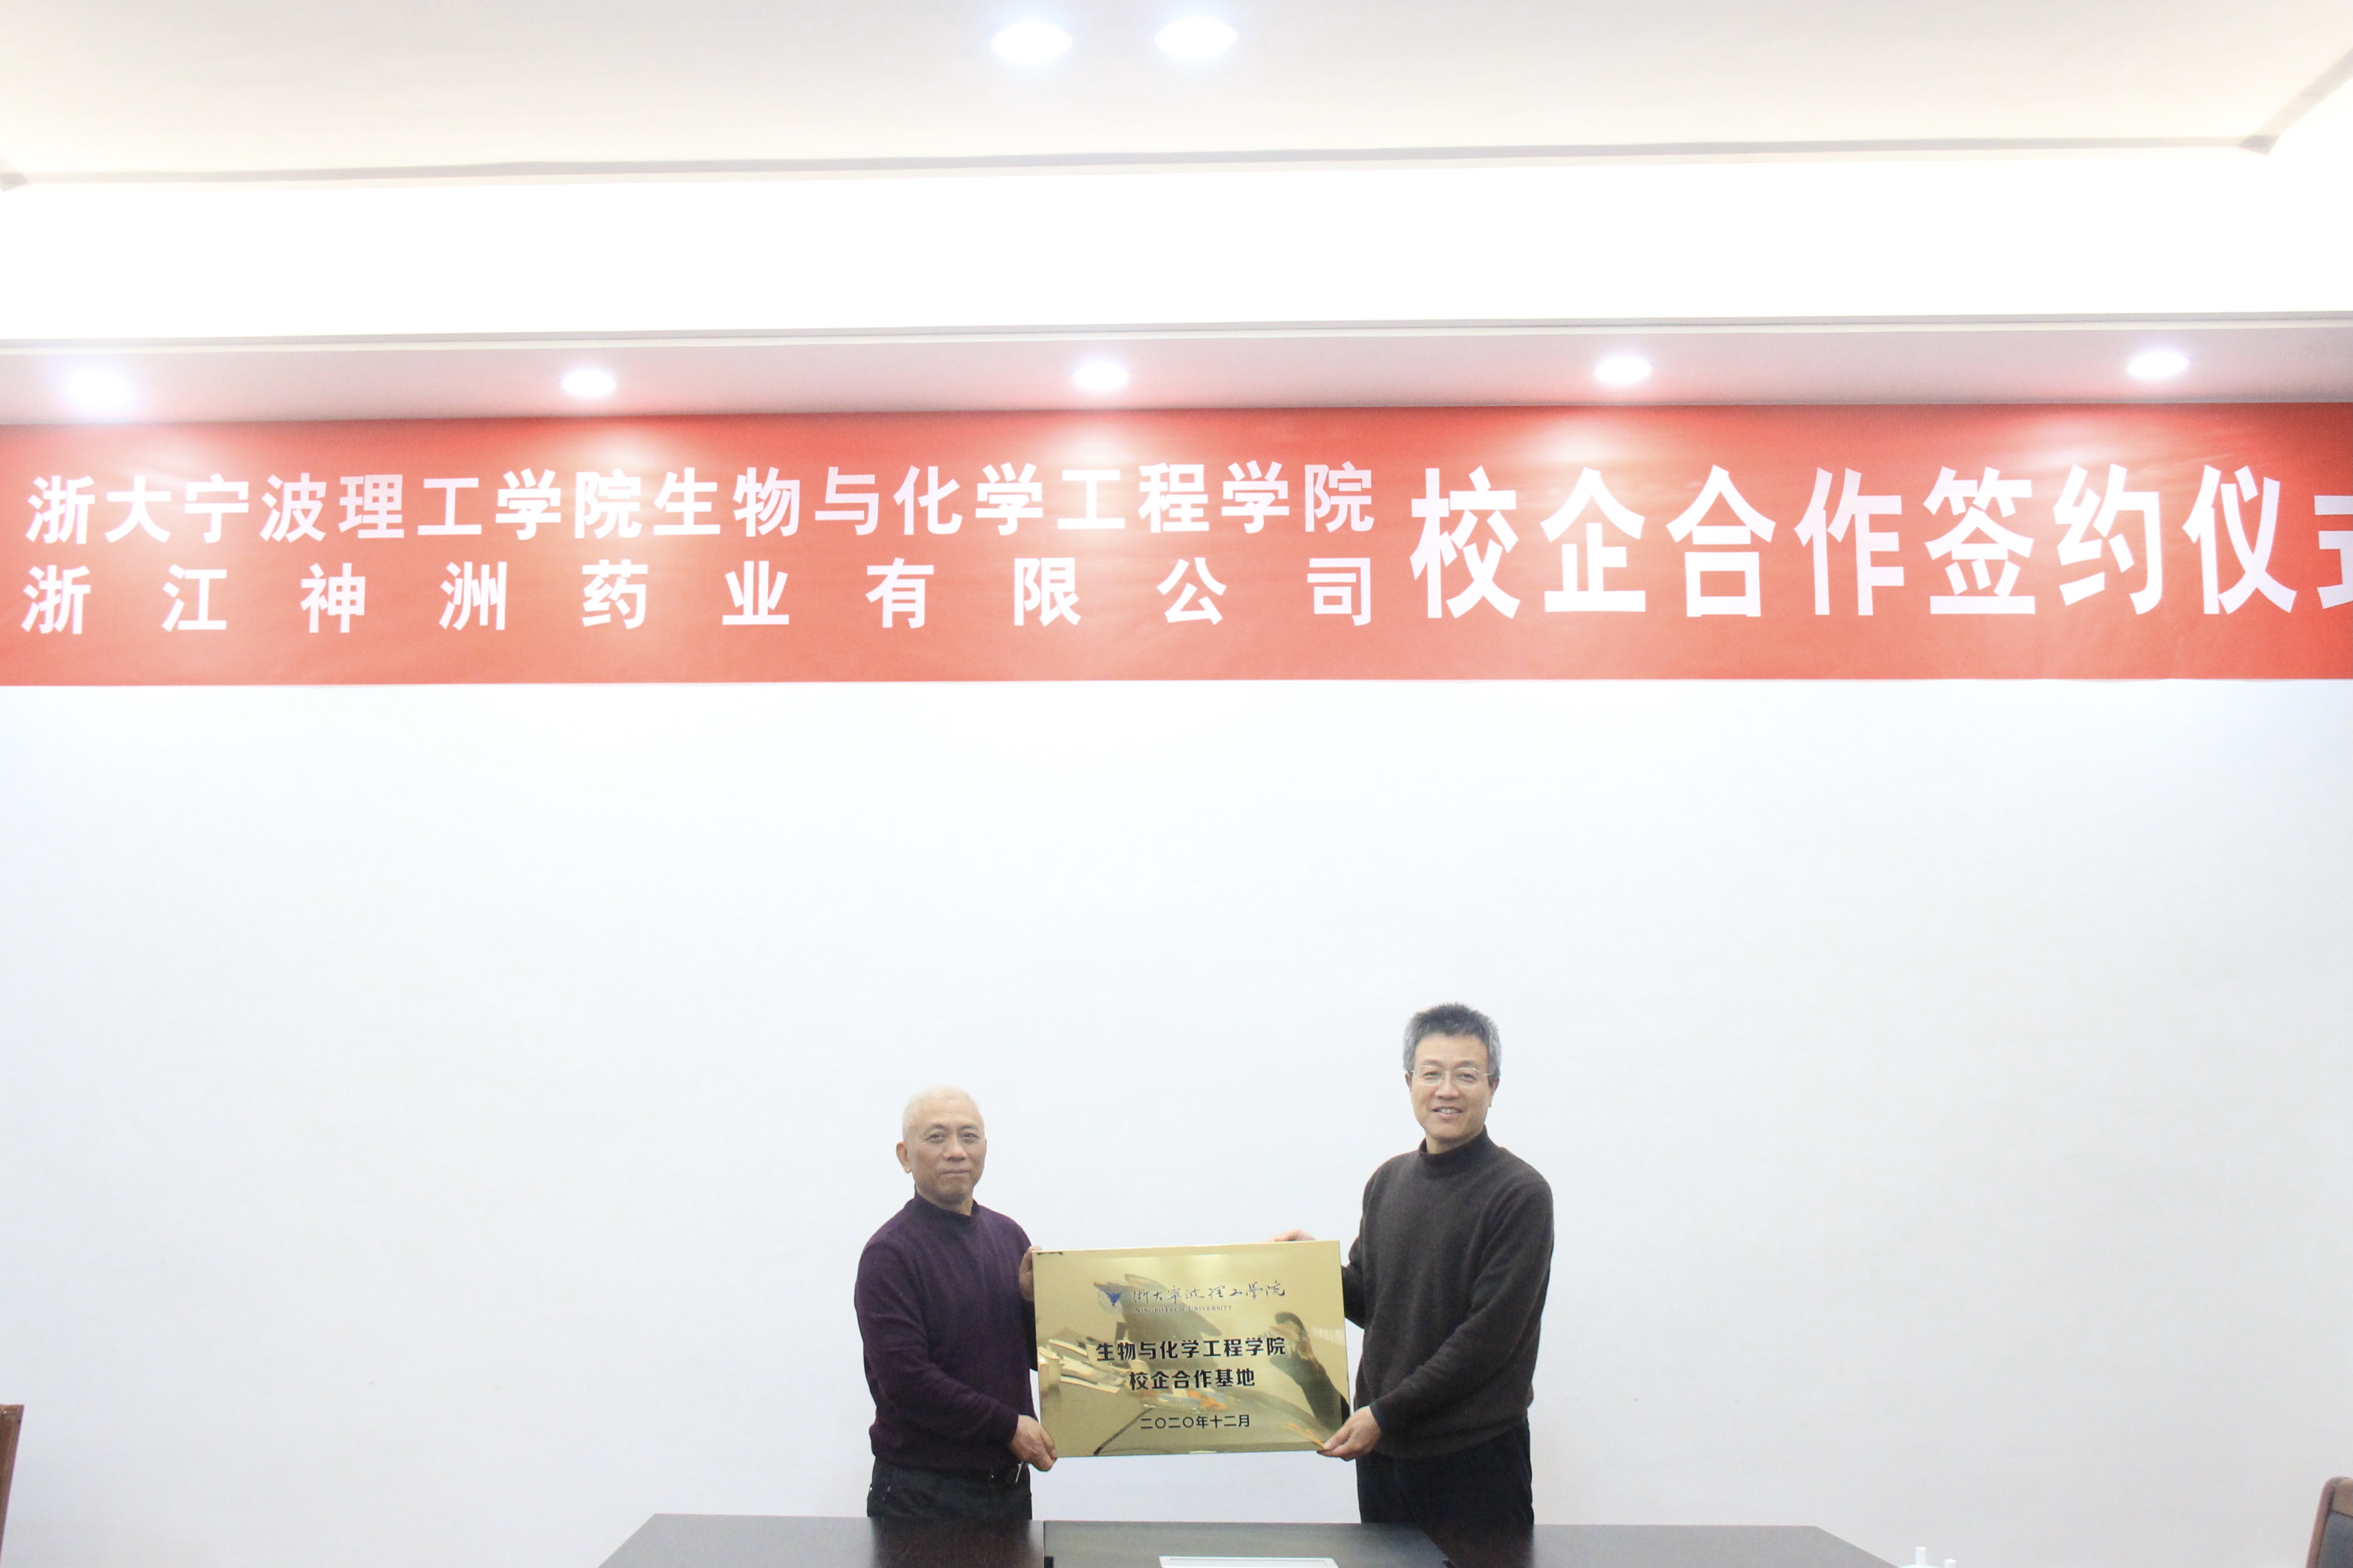 浙大宁波理工学院生物与化学工程学院
浙江神洲药业有限公司
校企合作签约仪式
浙大宁波理工学院
NINGBOTECH UNIVERSITY
生物与化学工程学院
校企合作基地
二〇二〇年十二月